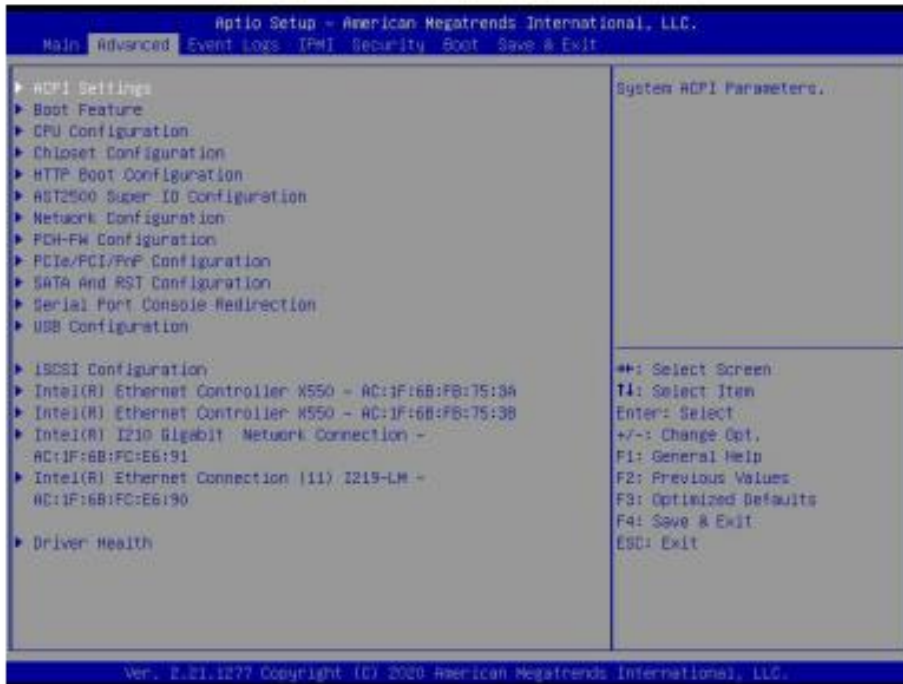 Aptio Setup - American Megatrends International, LLC.
Main Advanced Event Logs IPMI Security Boot Save & Exit
ACPI Settings
Boot Feature
CPU Configuration
Chipset Configuration
HTTP Boot Configuration
AST2500 Super IO Configuration
Network Configuration
PCH-FW Configuration
PCIe/PCI/PnP Configuration
SATA And RST Configuration
Serial Port Console Redirection
USB Configuration
iSCSI Configuration
Intel(R) Ethernet Controller X550 - AC:1F:6B:FB:75:3A
Intel(R) Ethernet Controller X550 - AC:1F:6B:FB:75:3B
Intel(R) I210 Gigabit Network Connection -
AC:1F:6B:FC:E6:91
Intel(R) Ethernet Connection (11) I219-LM -
AC:1F:6B:FC:E6:90
Driver Health
System ACPI Parameters.
→←: Select Screen
↑↓: Select Item
Enter: Select
+/-: Change Opt.
F1: General Help
F2: Previous Values
F3: Optimized Defaults
F4: Save & Exit
ESC: Exit
Ver. 2.21.1277 Copyright (C) 2020 American Megatrends International, LLC.